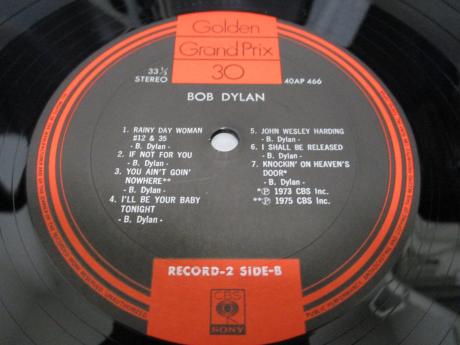 Golden
Grand Prix
30
33 1/3
STEREO
40AP 466
BOB DYLAN
1. RAINY DAY WOMAN
#12 & 35
- B. Dylan -
2. IF NOT FOR YOU
- B. Dylan -
3. YOU AIN'T GOIN'
NOWHERE**
- B. Dylan -
4. I'LL BE YOUR BABY
TONIGHT
- B. Dylan -
5. JOHN WESLEY HARDING
- B. Dylan -
6. I SHALL BE RELEASED
- B. Dylan -
7. KNOCKIN' ON HEAVEN'S
DOOR*
- B. Dylan -
*℗ 1973 CBS Inc.
**℗ 1975 CBS Inc.
RECORD-2 SiDE-B
CBS
SONY